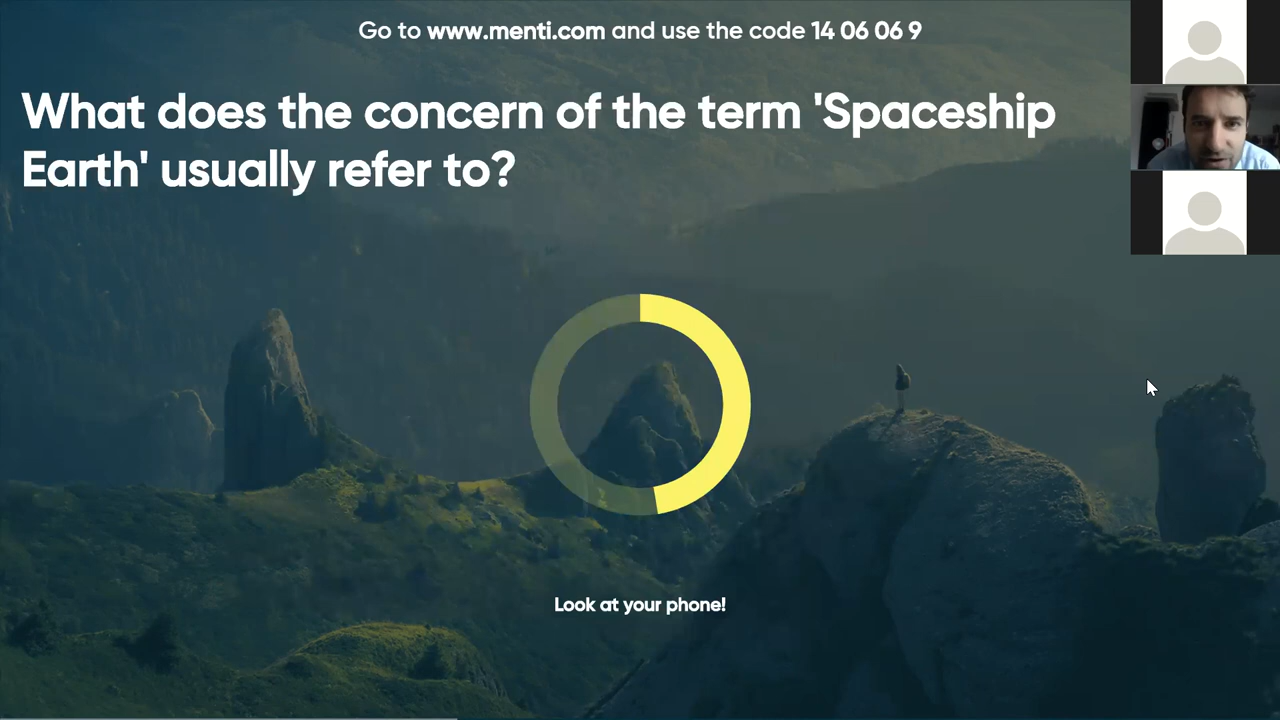 Go to www.menti.com and use the code 14 06 06 9
What does the concern of the term 'Spaceship
Earth' usually refer to?
Look at your phone!